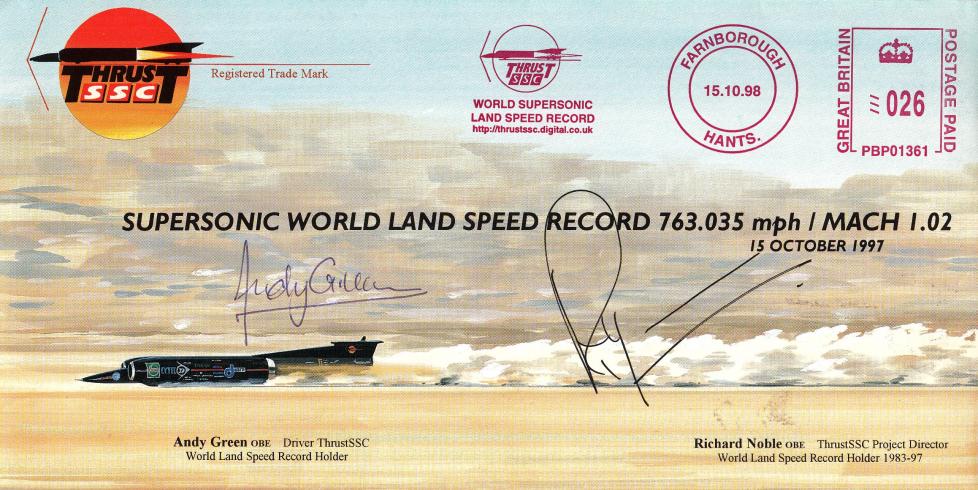 THRUST
SSC
Registered Trade Mark
THRUST
SSC
WORLD SUPERSONIC
LAND SPEED RECORD
http://thrustssc.digital.co.uk
FARNBOROUGH
15.10.98
HANTS.
GREAT BRITAIN
026
POSTAGE PAID
PBP01361
SUPERSONIC WORLD LAND SPEED RECORD 763.035 mph / MACH 1.02
15 OCTOBER 1997
Andy Green
Andy Green OBE Driver ThrustSSC
World Land Speed Record Holder
Richard Noble OBE ThrustSSC Project Director
World Land Speed Record Holder 1983-97